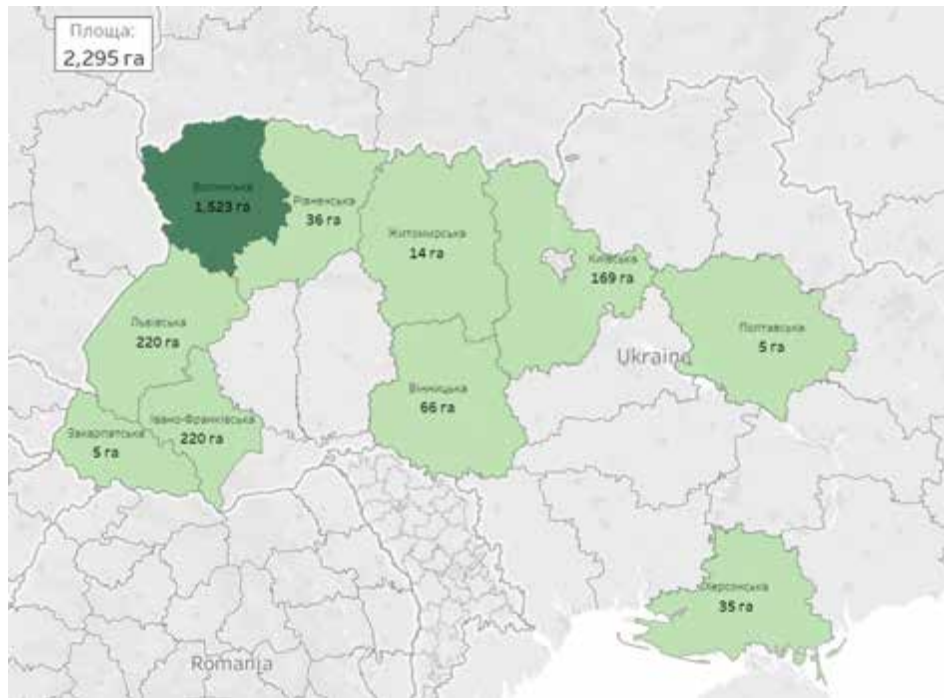 Площа:
2,295 га
Волинська
1,523 га
Рівненська
36 га
Житомирська
14 га
Київська
169 га
Львівська
220 га
Полтавська
5 га
Ukraine
Вінницька
66 га
Івано-Франківська
220 га
Закарпатська
5 га
Херсонська
35 га
Romania